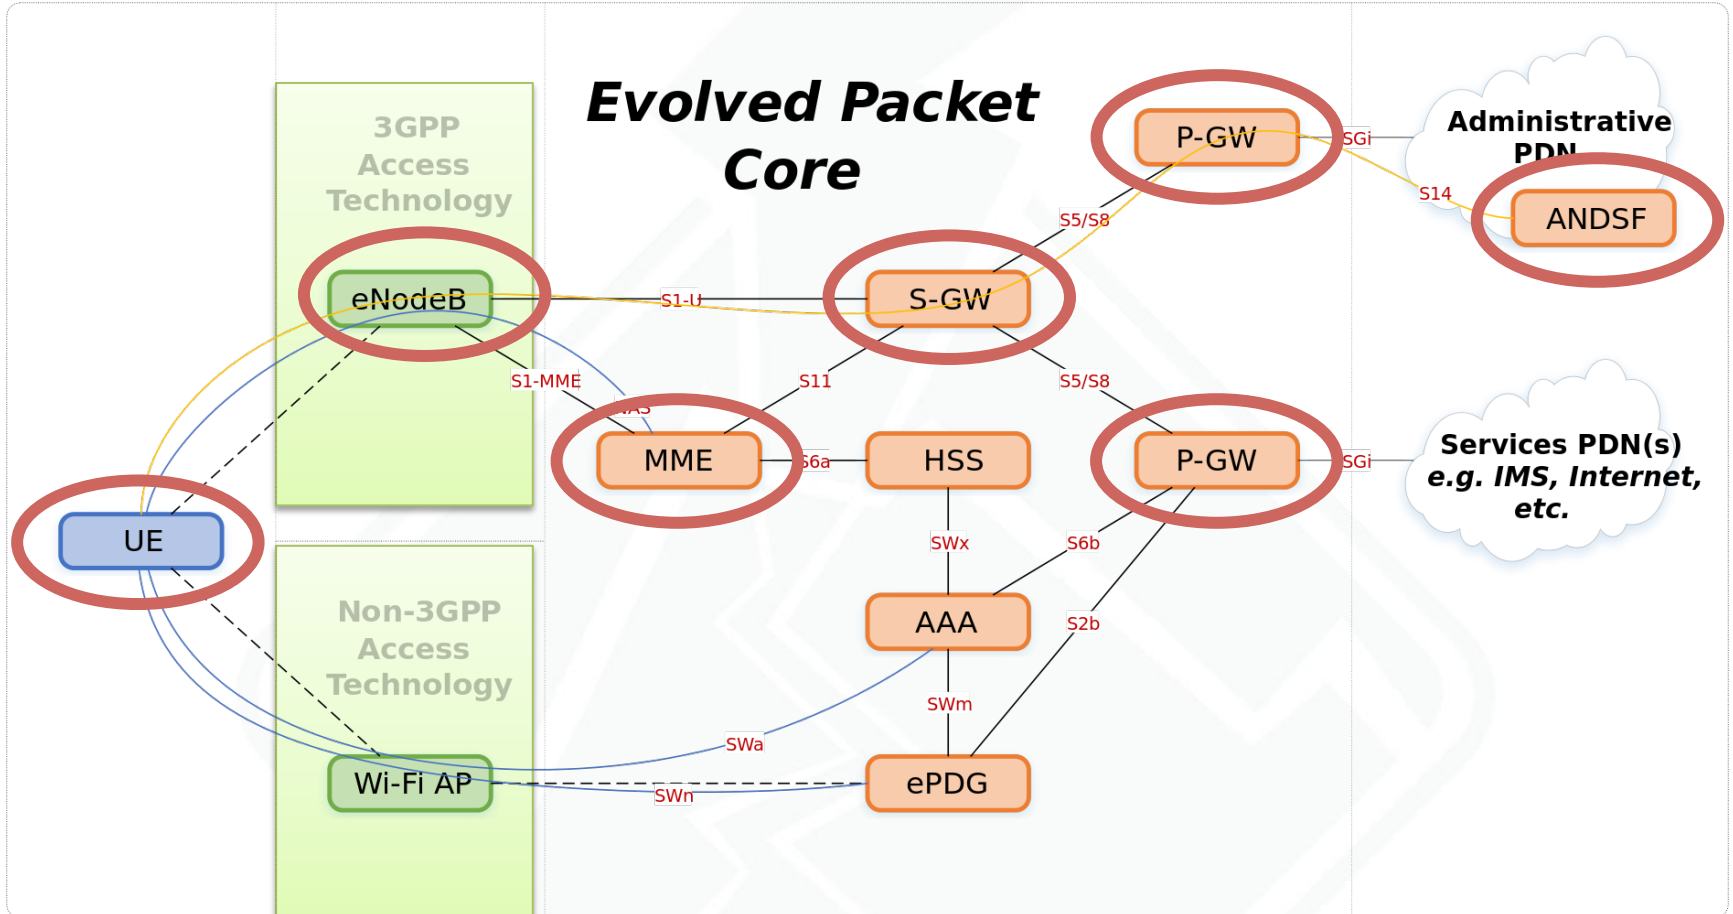 Evolved Packet
Core
3GPP
Access
Technology
P-GW
SGi
Administrative
PDN
S14
ANDSF
S5/S8
eNodeB
S1-U
S-GW
S1-MME
S11
S5/S8
NAS
MME
S6a
HSS
P-GW
SGi
Services PDN(s)
e.g. IMS, Internet,
etc.
UE
SWx
S6b
Non-3GPP
Access
Technology
AAA
S2b
SWm
SWa
Wi-Fi AP
SWn
ePDG